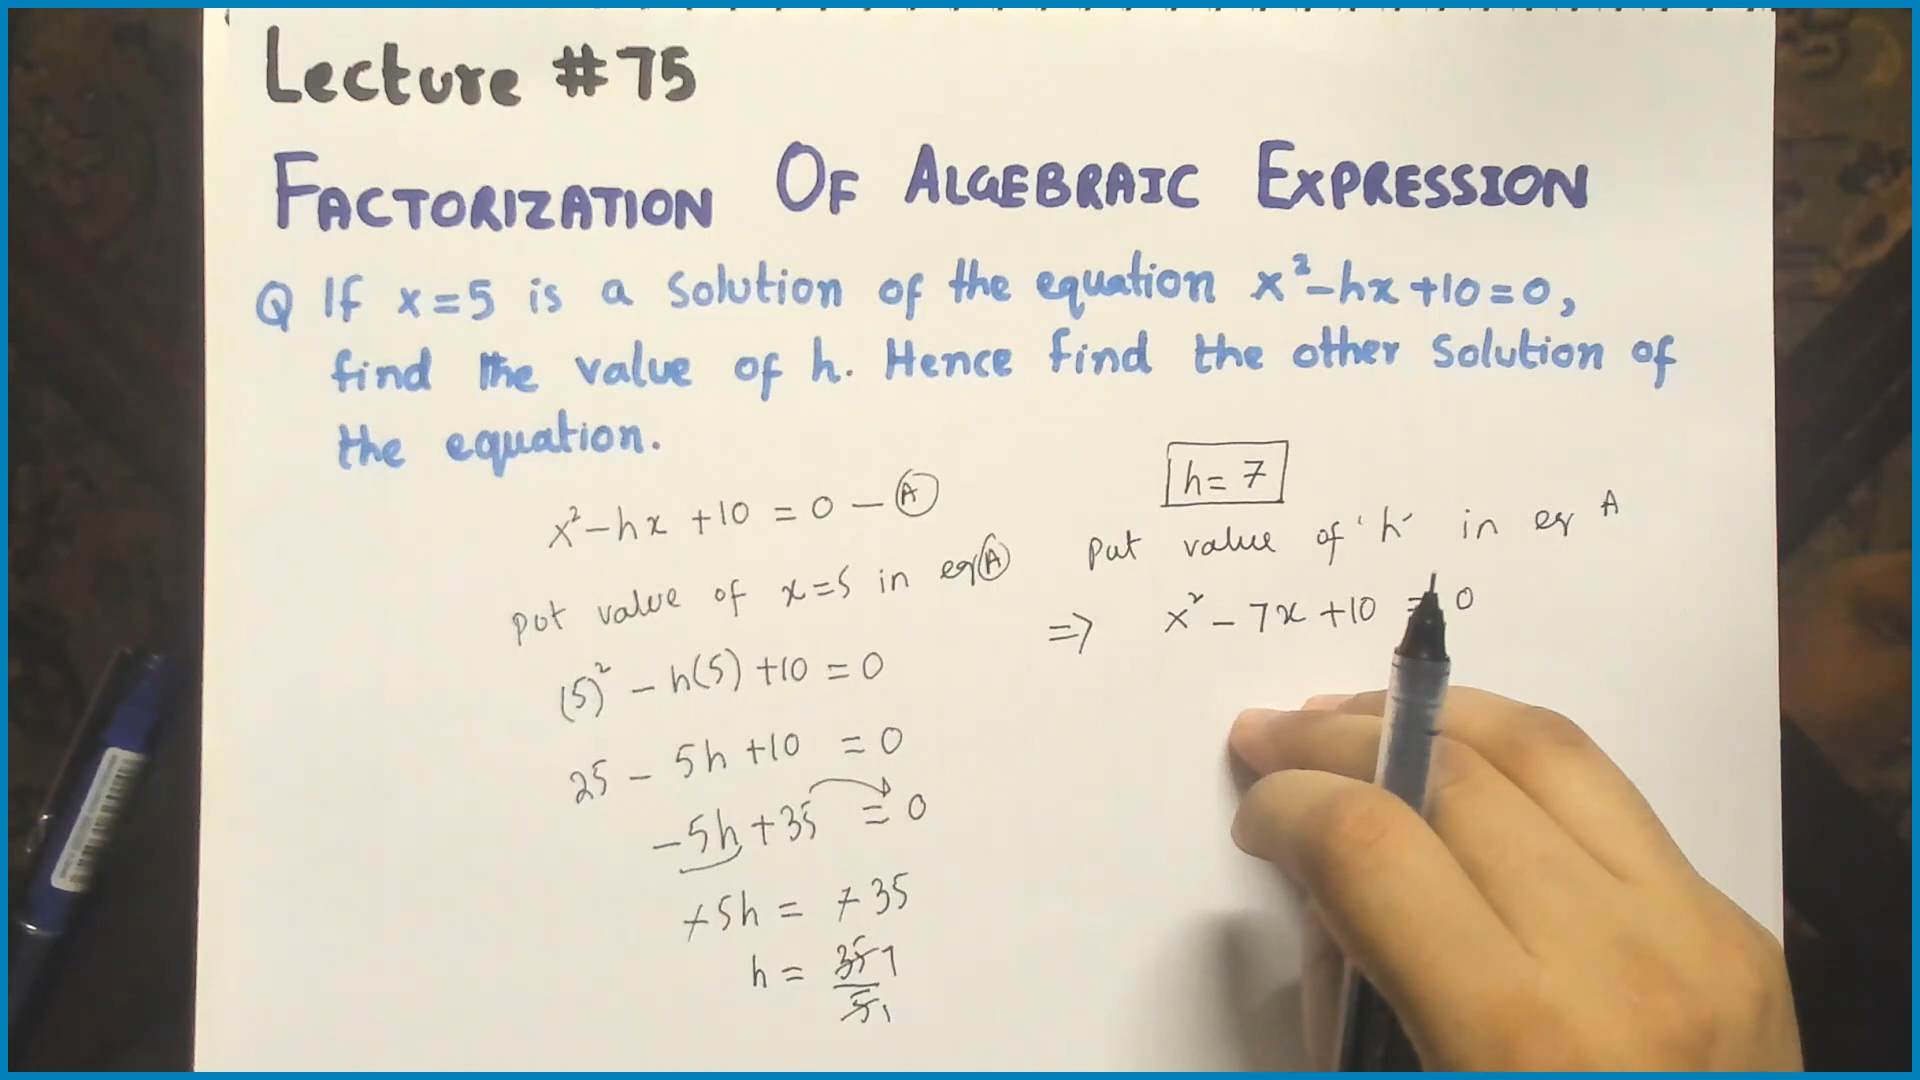 Lecture #75
FACTORIZATION OF ALGEBRAIC EXPRESSION
Q If x=5 is a solution of the equation x²-hx+10=0,
find the value of h. Hence find the other solution of
the equation.
x²-hx+10=0 — Ⓐ
put value of x=5 in eq Ⓐ
(5)² - h(5) +10 = 0
25 - 5h +10 = 0
-5h+35 = 0
+5h = +35
h = 35 7
5 1
h= 7
put value of 'h' in eq A
=> x² - 7x +10 = 0